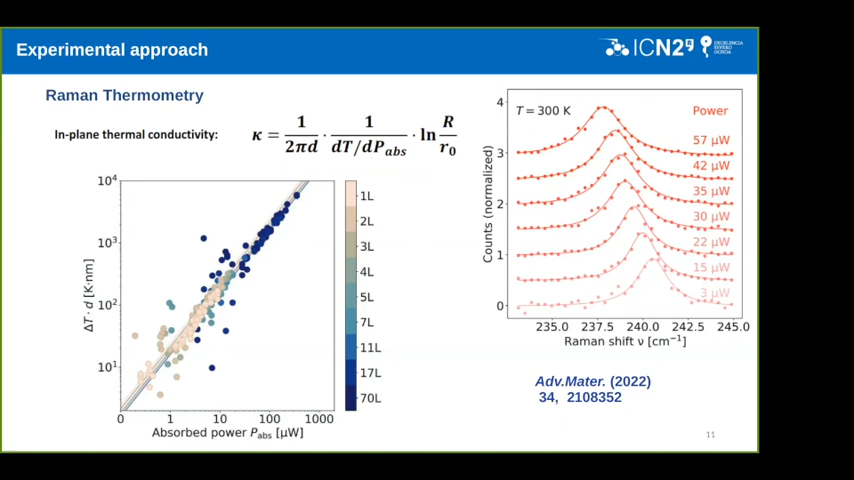 Experimental approach
ICN2
EXCELENCIA
SEVERO
OCHOA
Raman Thermometry
In-plane thermal conductivity:
κ = 1/2πd · 1/dT/dP_abs · ln R/r₀
10⁴
10³
10²
10¹
ΔT · d [K·nm]
0 1 10 100 1000
Absorbed power P_abs [µW]
1L
2L
3L
4L
5L
7L
11L
17L
70L
T = 300 K
Power
57 µW
42 µW
35 µW
30 µW
22 µW
15 µW
3 µW
4
3
2
1
0
Counts (normalized)
235.0 237.5 240.0 242.5 245.0
Raman shift ν [cm⁻¹]
Adv.Mater. (2022)
34, 2108352
11